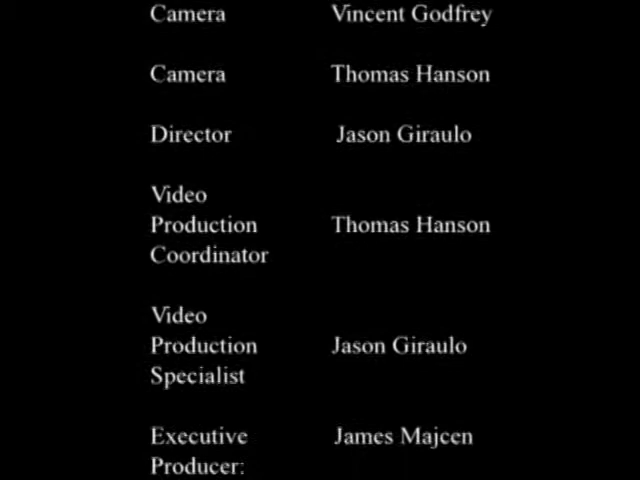 Camera Vincent Godfrey
Camera Thomas Hanson
Director Jason Giraulo
Video
Production Thomas Hanson
Coordinator
Video
Production Jason Giraulo
Specialist
Executive James Majcen
Producer: